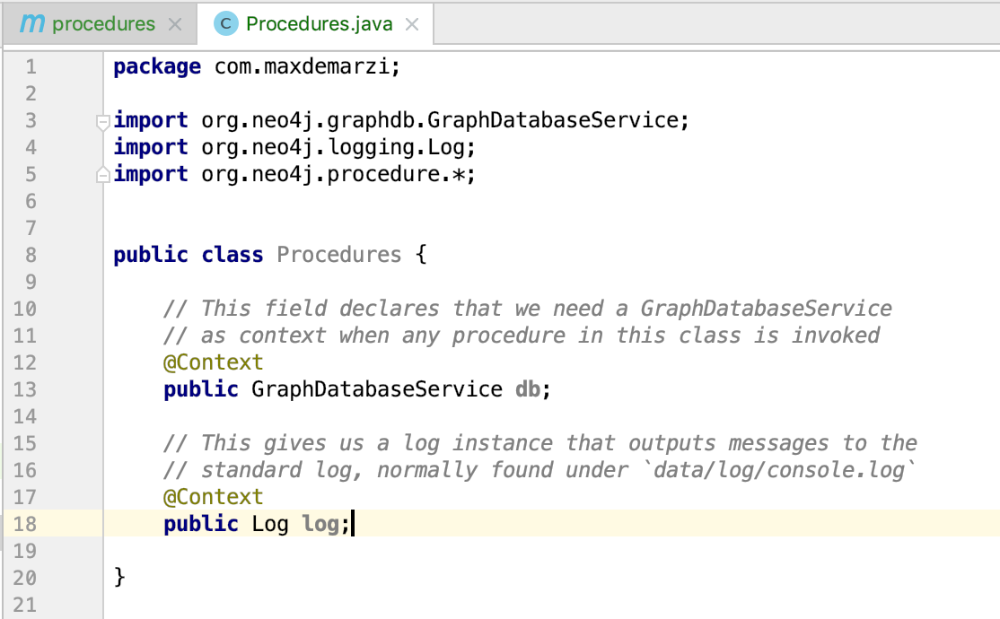 m procedures × C Procedures.java ×
1 package com.maxdemarzi;
2
3 import org.neo4j.graphdb.GraphDatabaseService;
4 import org.neo4j.logging.Log;
5 import org.neo4j.procedure.*;
6
7
8 public class Procedures {
9
10     // This field declares that we need a GraphDatabaseService
11     // as context when any procedure in this class is invoked
12     @Context
13     public GraphDatabaseService db;
14
15     // This gives us a log instance that outputs messages to the
16     // standard log, normally found under `data/log/console.log`
17     @Context
18     public Log log;
19
20 }
21